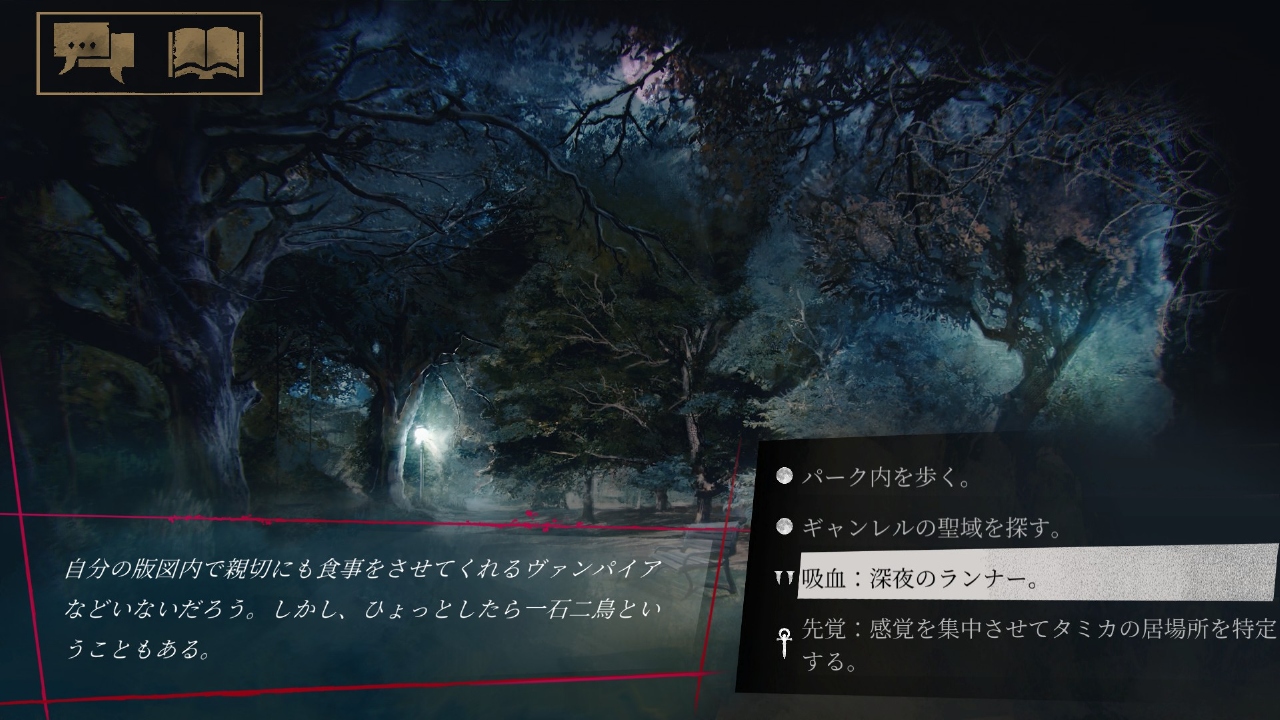 自分の版図内で親切にも食事をさせてくれるヴァンパイア
などいないだろう。しかし、ひょっとしたら一石二鳥とい
うこともある。
パーク内を歩く。
ギャンレルの聖域を探す。
吸血：深夜のランナー。
先覚：感覚を集中させてタミカの居場所を特定
する。